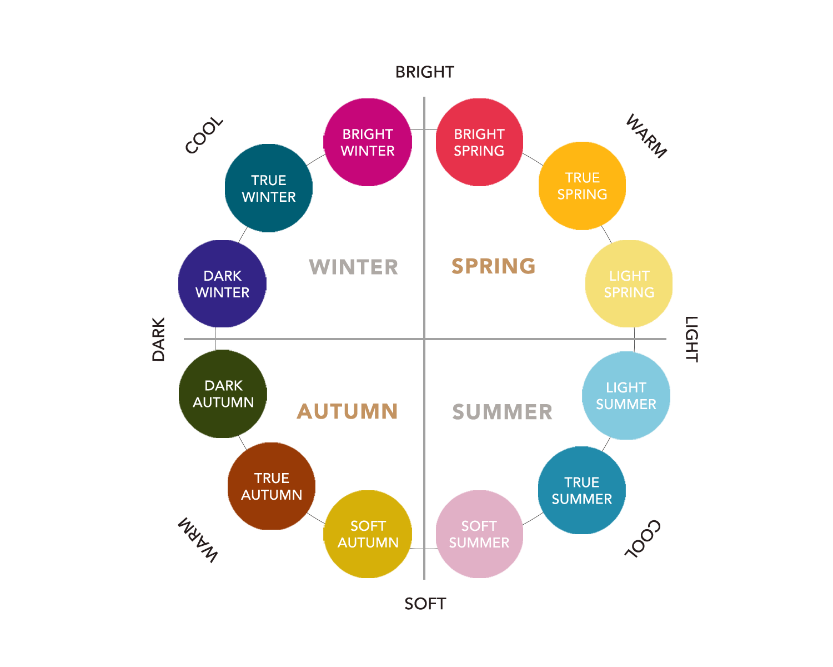 BRIGHT
COOL
WARM
BRIGHT
WINTER
BRIGHT
SPRING
TRUE
WINTER
TRUE
SPRING
DARK
WINTER
WINTER
SPRING
LIGHT
SPRING
DARK
LIGHT
DARK
AUTUMN
AUTUMN
SUMMER
LIGHT
SUMMER
TRUE
AUTUMN
TRUE
SUMMER
WARM
SOFT
AUTUMN
SOFT
SUMMER
COOL
SOFT